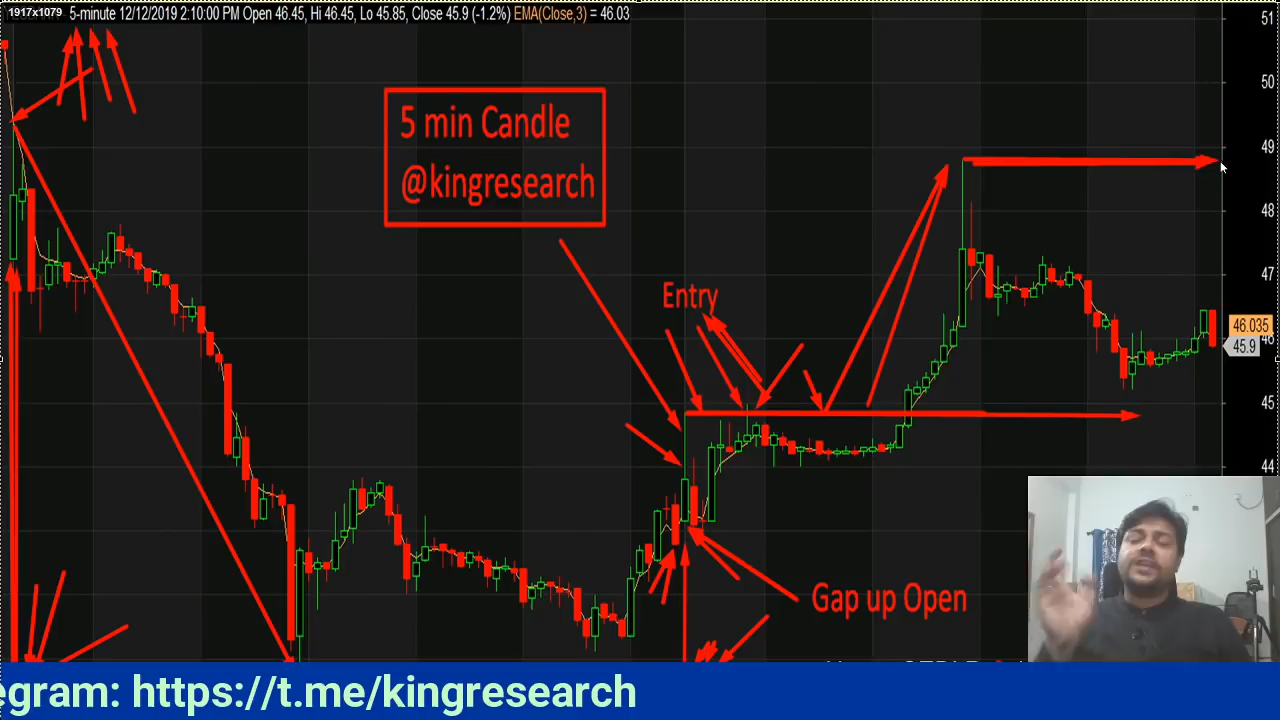 1917x1079
5-minute 12/12/2019 2:10:00 PM Open 46.45, Hi 46.45, Lo 45.85, Close 45.9 (-1.2%) EMA(Close,3) = 46.03
51
50
5 min Candle
@kingresearch
49
48
Entry
47
46.035
45.9
45
44
Gap up Open
egram: https://t.me/kingresearch